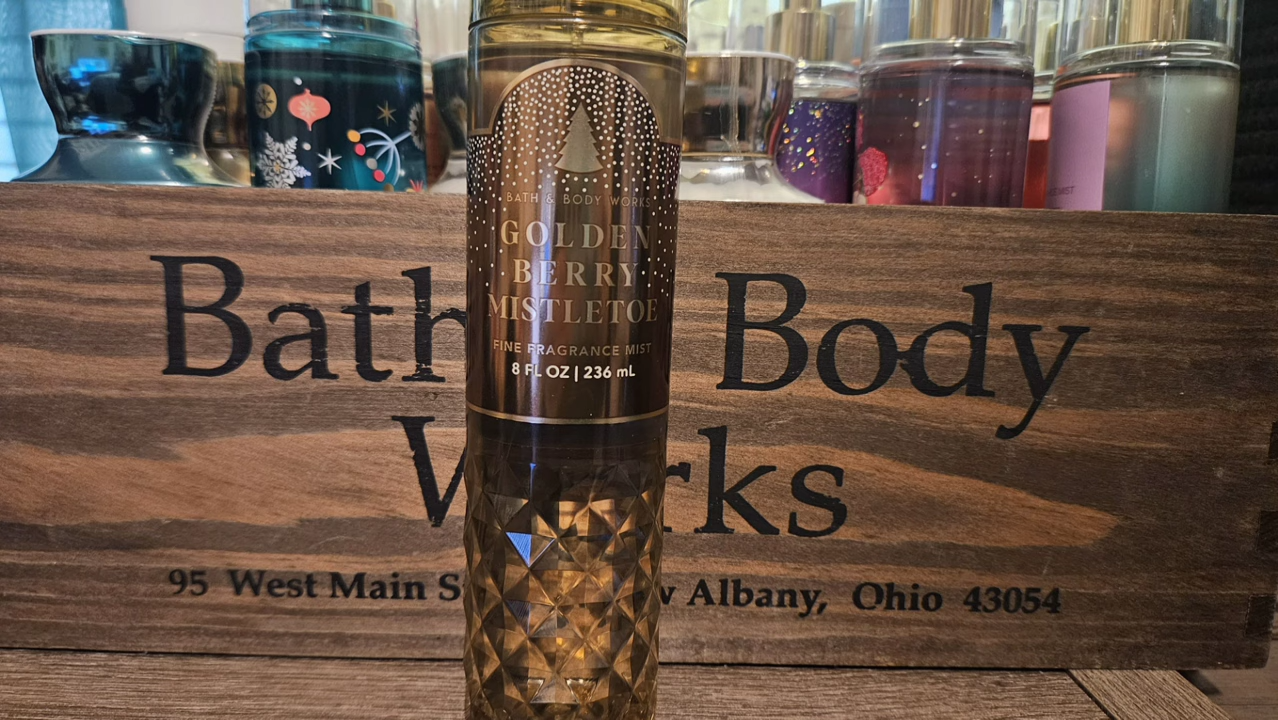 BATH & BODY WORKS
GOLDEN
BERRY
MISTLETOE
FINE FRAGRANCE MIST
8 FL OZ | 236 mL
Bath Body
rks
95 West Main Albany, Ohio 43054
MIST